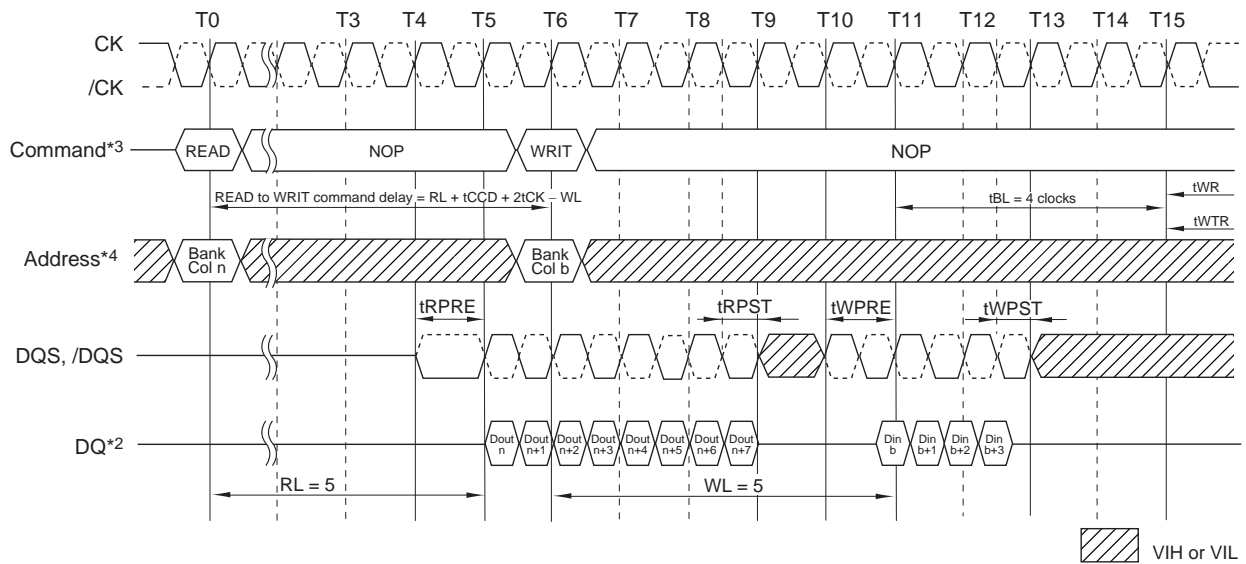 T0 T3 T4 T5 T6 T7 T8 T9 T10 T11 T12 T13 T14 T15
CK
/CK
Command*3 READ NOP WRIT NOP
READ to WRIT command delay = RL + tCCD + 2tCK − WL
tBL = 4 clocks
tWR
tWTR
Address*4
Bank
Col n
Bank
Col b
tRPRE tRPST tWPRE tWPST
DQS, /DQS
DQ*2
Dout
n
Dout
n+1
Dout
n+2
Dout
n+3
Dout
n+4
Dout
n+5
Dout
n+6
Dout
n+7
Din
b
Din
b+1
Din
b+2
Din
b+3
RL = 5 WL = 5
VIH or VIL